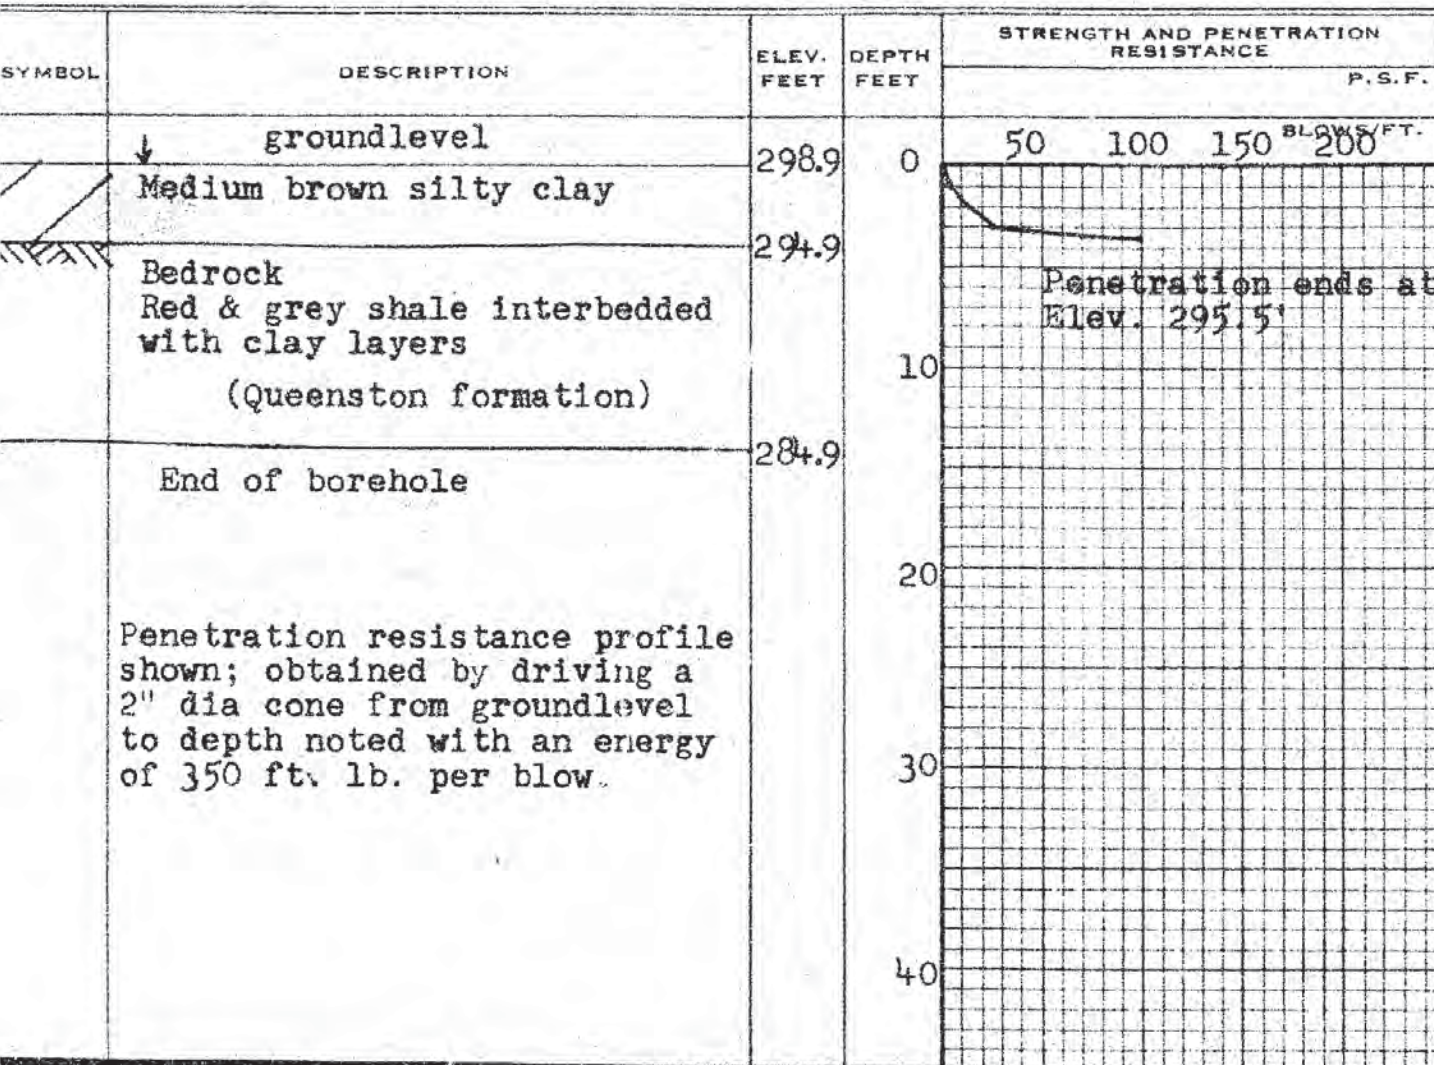 SYMBOL
DESCRIPTION
ELEV.
FEET
DEPTH
FEET
STRENGTH AND PENETRATION
RESISTANCE
P.S.F.
BLOWS/FT.
50 100 150 200
groundlevel
298.9
0
Medium brown silty clay
294.9
Bedrock
Red & grey shale interbedded
with clay layers
(Queenston formation)
Penetration ends at
Elev. 295.5'
10
284.9
End of borehole
20
Penetration resistance profile
shown; obtained by driving a
2" dia cone from groundlevel
to depth noted with an energy
of 350 ft. lb. per blow.
30
40